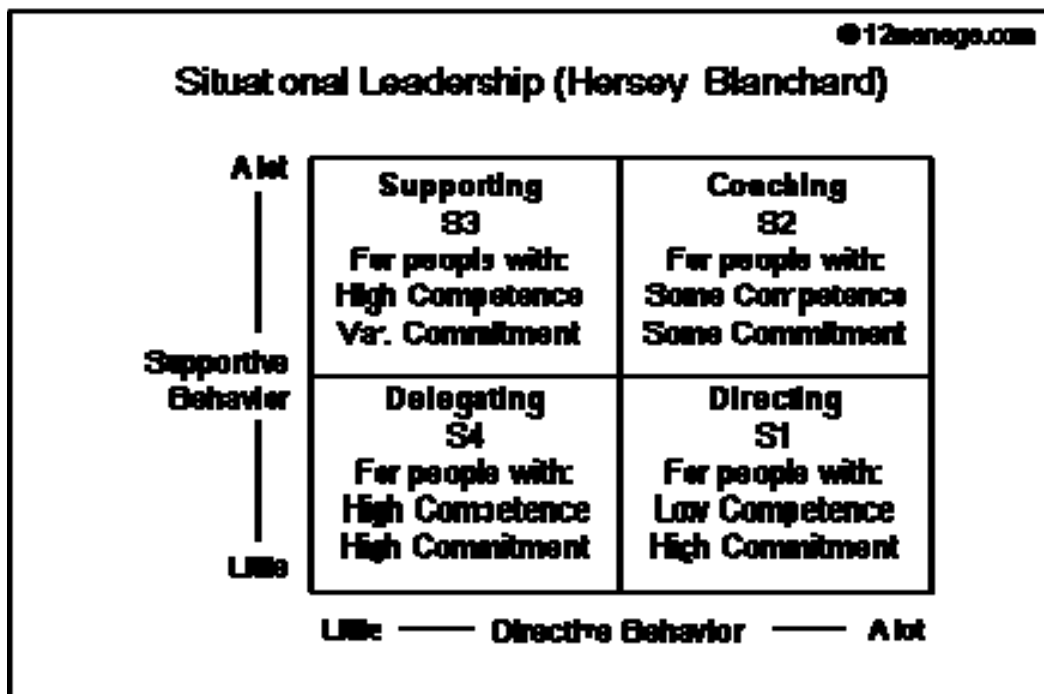 ©12manage.com
Situational Leadership (Hersey Blanchard)
A lot
Supporting
S3
For people with:
High Competence
Var. Commitment
Coaching
S2
For people with:
Some Competence
Some Commitment
Supportive
Behavior
Delegating
S4
For people with:
High Competence
High Commitment
Directing
S1
For people with:
Low Competence
High Commitment
Little
Little
Directive Behavior
A lot